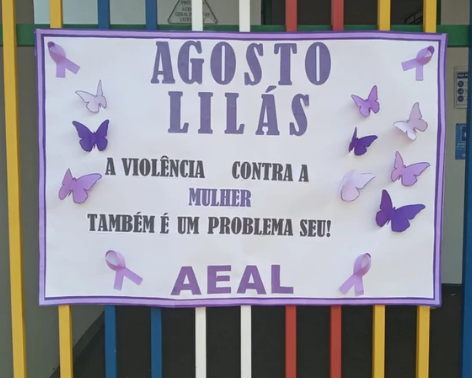 AGOSTO
LILÁS
A VIOLÊNCIA CONTRA A
MULHER
TAMBÉM É UM PROBLEMA SEU!
AEAL